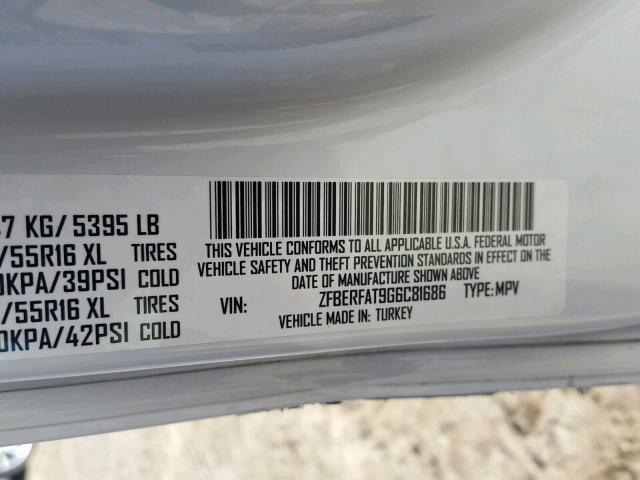 7 KG/ 5395 LB
/55R16 XL TIRES
0KPA/39PSI COLD
/55R16 XL TIRES
0KPA/42PSI COLD
THIS VEHICLE CONFORMS TO ALL APPLICABLE U.S.A. FEDERAL MOTOR
VEHICLE SAFETY AND THEFT PREVENTION STANDARDS IN EFFECT ON THE
DATE OF MANUFACTURE SHOWN ABOVE
VIN: ZFBERFAT9G6C81686 TYPE: MPV
VEHICLE MADE IN: TURKEY